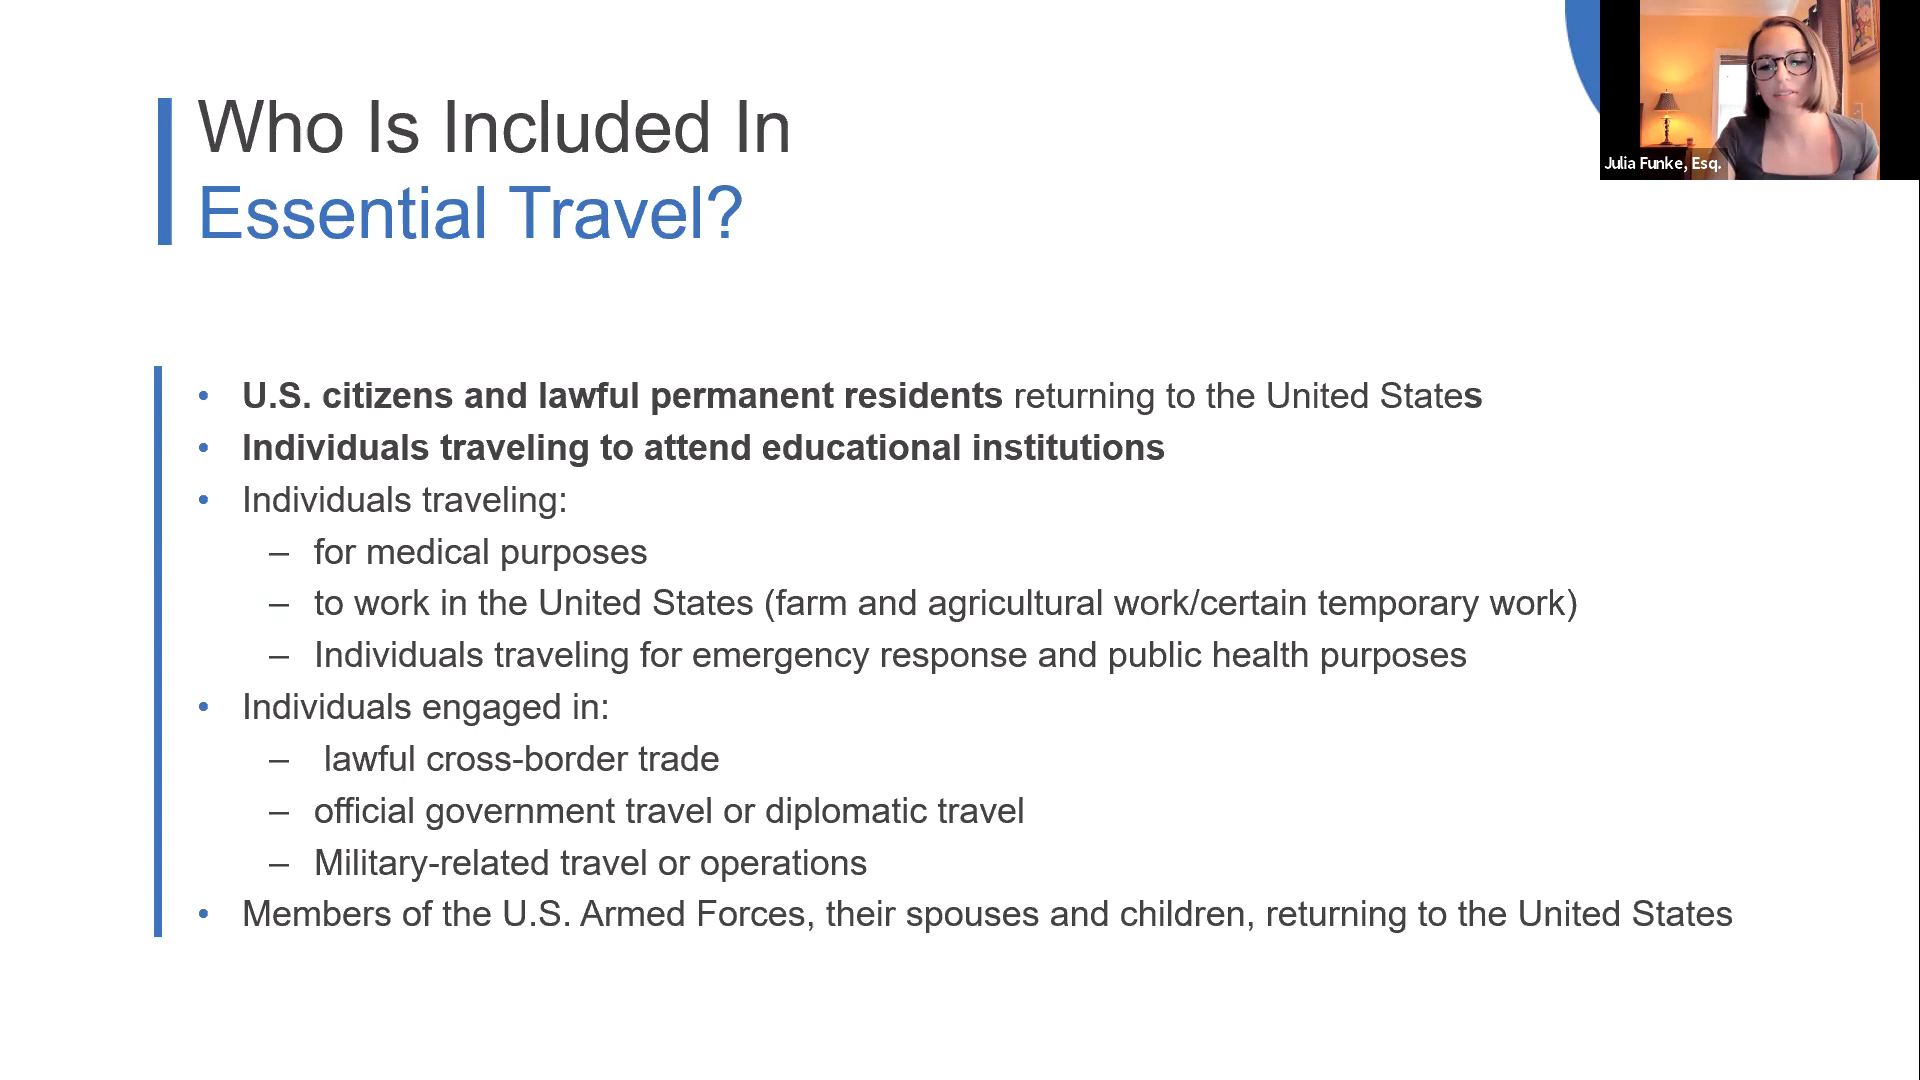 Who Is Included In
Essential Travel?
Julia Funke, Esq.
• U.S. citizens and lawful permanent residents returning to the United States
• Individuals traveling to attend educational institutions
• Individuals traveling:
– for medical purposes
– to work in the United States (farm and agricultural work/certain temporary work)
– Individuals traveling for emergency response and public health purposes
• Individuals engaged in:
– lawful cross-border trade
– official government travel or diplomatic travel
– Military-related travel or operations
• Members of the U.S. Armed Forces, their spouses and children, returning to the United States